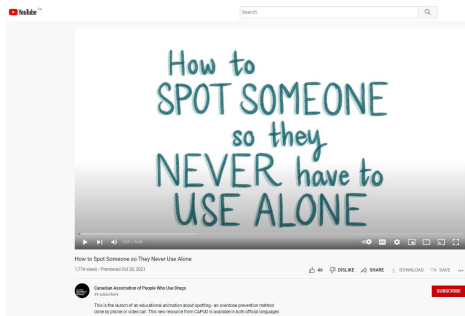 YouTube CA
Search
How to
SPOT SOMEONE
so they
NEVER have to
USE ALONE
How to Spot Someone so They Never Use Alone
1,774 views • Premiered Oct 20, 2021
46 DISLIKE SHARE DOWNLOAD SAVE ...
Canadian Association of People Who Use Drugs
SUBSCRIBE
This is the launch of an educational animation about spotting - an overdose prevention method
done by phone or video call. This new resource from CAPUD is available in both official languages